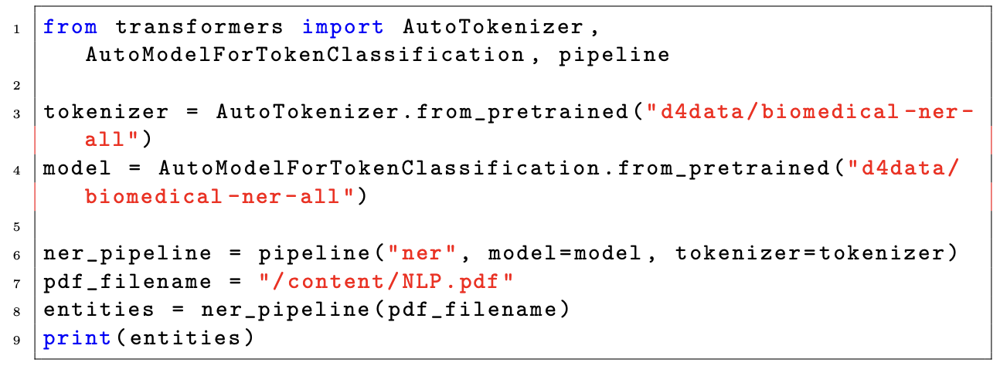 1 from transformers import AutoTokenizer,
AutoModelForTokenClassification, pipeline
2
3 tokenizer = AutoTokenizer.from_pretrained("d4data/biomedical-ner-
all")
4 model = AutoModelForTokenClassification.from_pretrained("d4data/
biomedical-ner-all")
5
6 ner_pipeline = pipeline("ner", model=model, tokenizer=tokenizer)
7 pdf_filename = "/content/NLP.pdf"
8 entities = ner_pipeline(pdf_filename)
9 print(entities)